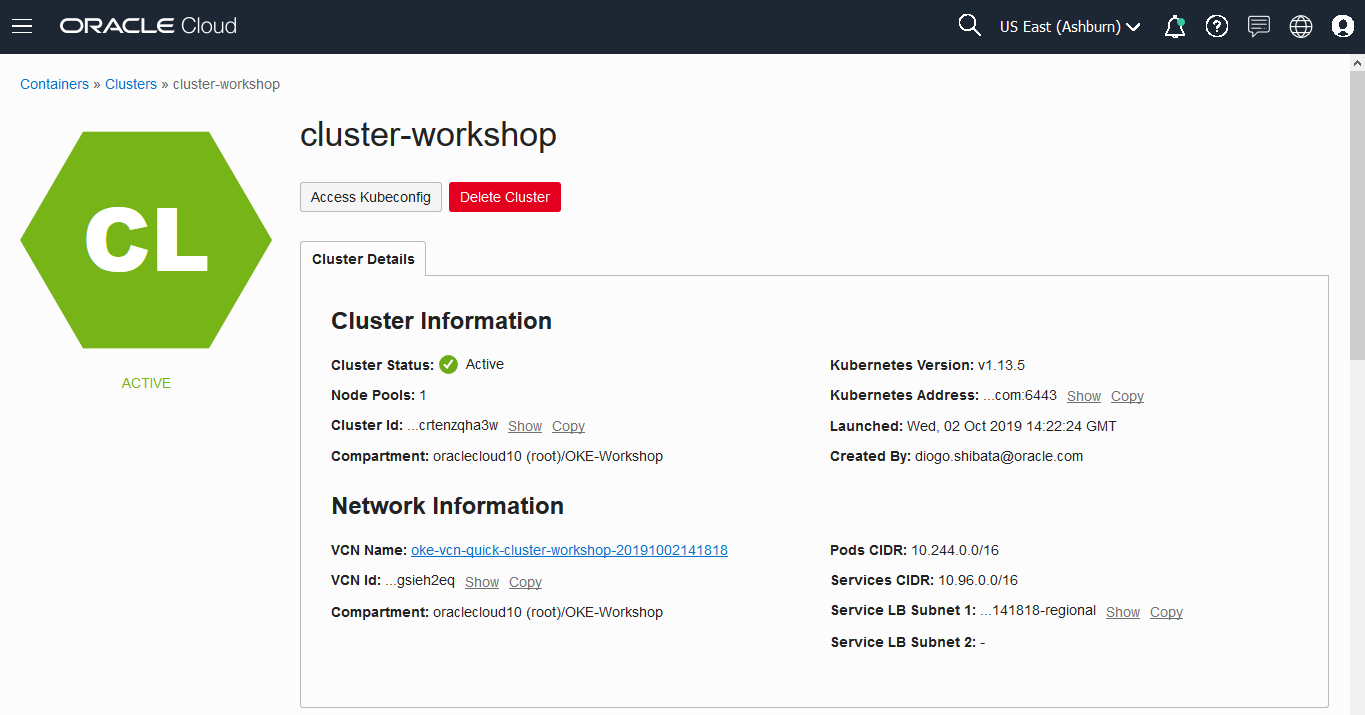 ORACLE Cloud
US East (Ashburn)
Containers » Clusters » cluster-workshop
CL
ACTIVE
cluster-workshop
Access Kubeconfig
Delete Cluster
Cluster Details
Cluster Information
Cluster Status: Active
Node Pools: 1
Cluster Id: ...crtenzqha3w Show Copy
Compartment: oraclecloud10 (root)/OKE-Workshop
Kubernetes Version: v1.13.5
Kubernetes Address: ...com:6443 Show Copy
Launched: Wed, 02 Oct 2019 14:22:24 GMT
Created By: diogo.shibata@oracle.com
Network Information
VCN Name: oke-vcn-quick-cluster-workshop-20191002141818
VCN Id: ...gsieh2eq Show Copy
Compartment: oraclecloud10 (root)/OKE-Workshop
Pods CIDR: 10.244.0.0/16
Services CIDR: 10.96.0.0/16
Service LB Subnet 1: ...141818-regional Show Copy
Service LB Subnet 2: -